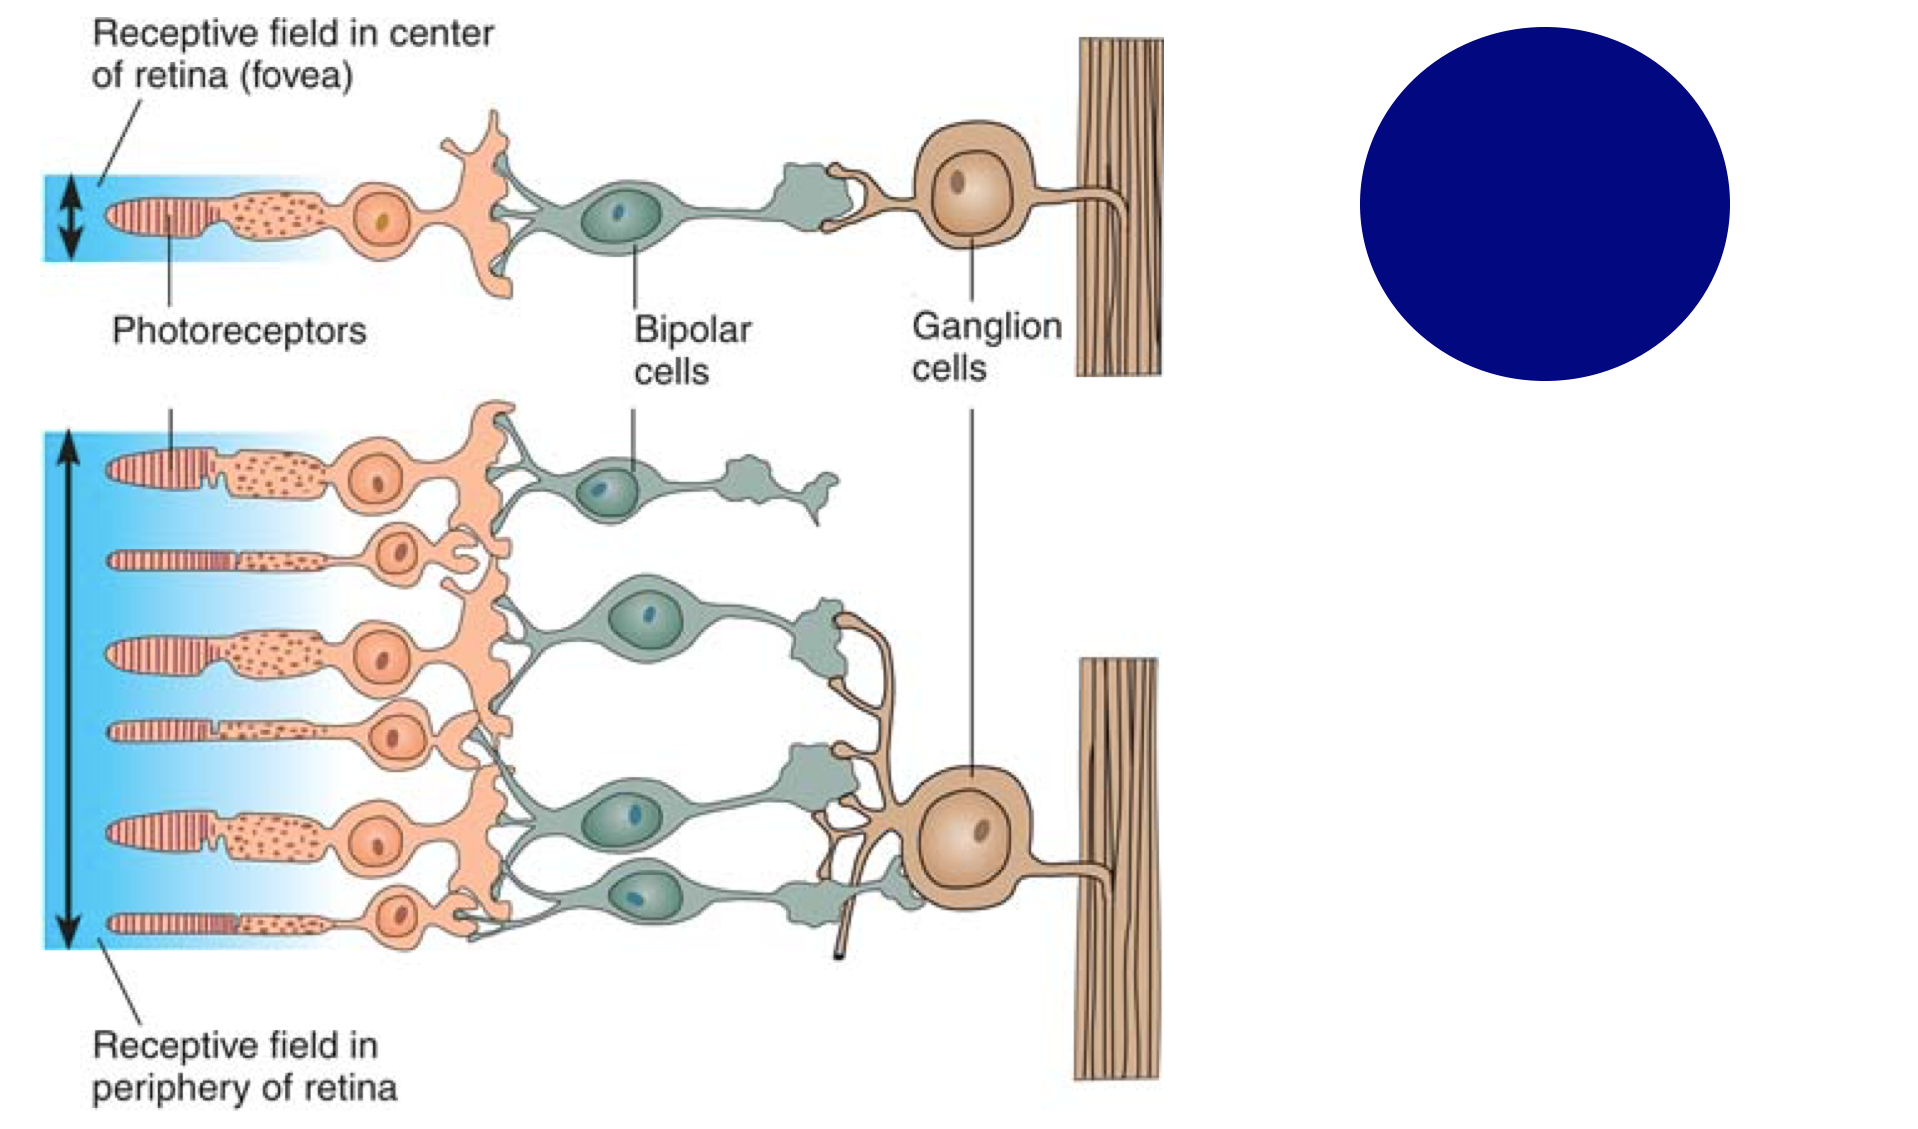 Receptive field in center
of retina (fovea)
Photoreceptors
Bipolar
cells
Ganglion
cells
Receptive field in
periphery of retina